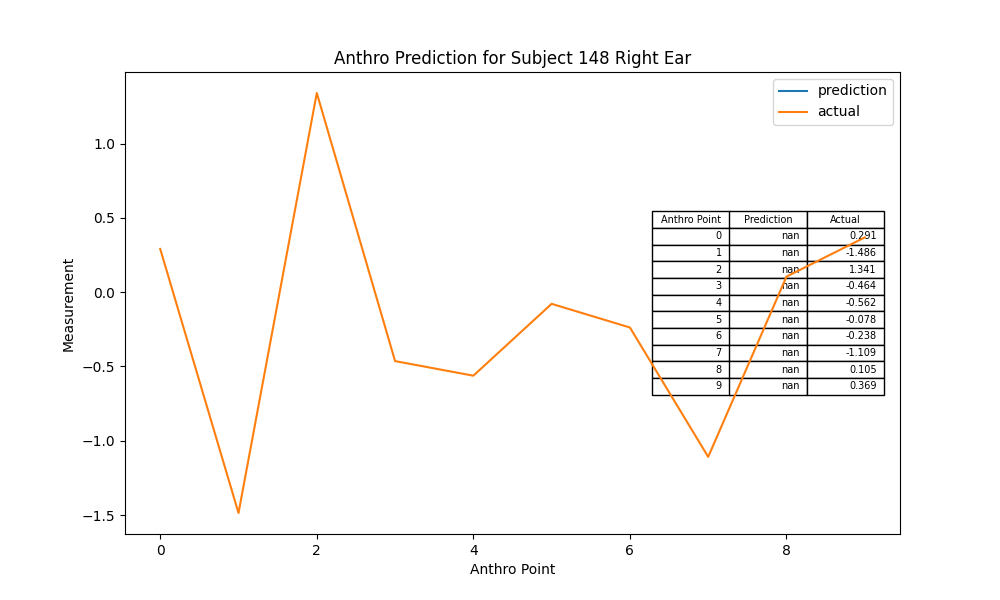 Anthro Prediction for Subject 148 Right Ear
prediction
actual
1.0
0.5
0.0
−0.5
−1.0
−1.5
Measurement
Anthro Point Prediction Actual
0 nan 0.291
1 nan -1.486
2 nan 1.341
3 nan -0.464
4 nan -0.562
5 nan -0.078
6 nan -0.238
7 nan -1.109
8 nan 0.105
9 nan 0.369
0 2 4 6 8
Anthro Point